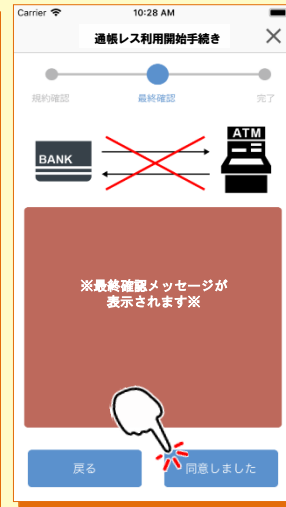 Carrier 10:28 AM
通帳レス利用開始手続き
規約確認 最終確認 完了
BANK
ATM
※最終確認メッセージが
表示されます※
戻る 同意しました